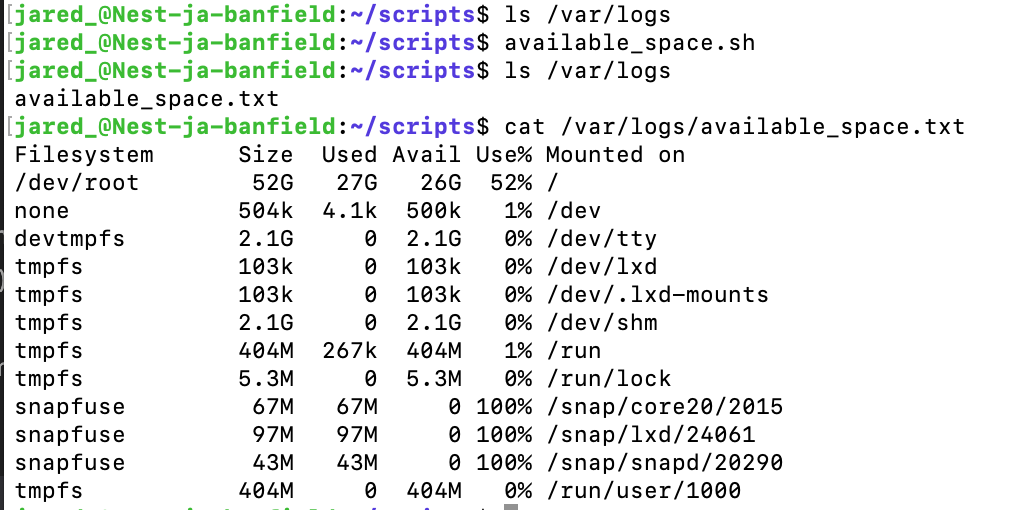 [jared_@Nest-ja-banfield:~/scripts$ ls /var/logs
[jared_@Nest-ja-banfield:~/scripts$ available_space.sh
[jared_@Nest-ja-banfield:~/scripts$ ls /var/logs
available_space.txt
[jared_@Nest-ja-banfield:~/scripts$ cat /var/logs/available_space.txt
Filesystem      Size  Used Avail Use% Mounted on
/dev/root        52G   27G   26G  52% /
none            504k  4.1k  500k   1% /dev
devtmpfs        2.1G     0  2.1G   0% /dev/tty
tmpfs           103k     0  103k   0% /dev/lxd
tmpfs           103k     0  103k   0% /dev/.lxd-mounts
tmpfs           2.1G     0  2.1G   0% /dev/shm
tmpfs           404M  267k  404M   1% /run
tmpfs           5.3M     0  5.3M   0% /run/lock
snapfuse         67M   67M     0 100% /snap/core20/2015
snapfuse         97M   97M     0 100% /snap/lxd/24061
snapfuse         43M   43M     0 100% /snap/snapd/20290
tmpfs           404M     0  404M   0% /run/user/1000